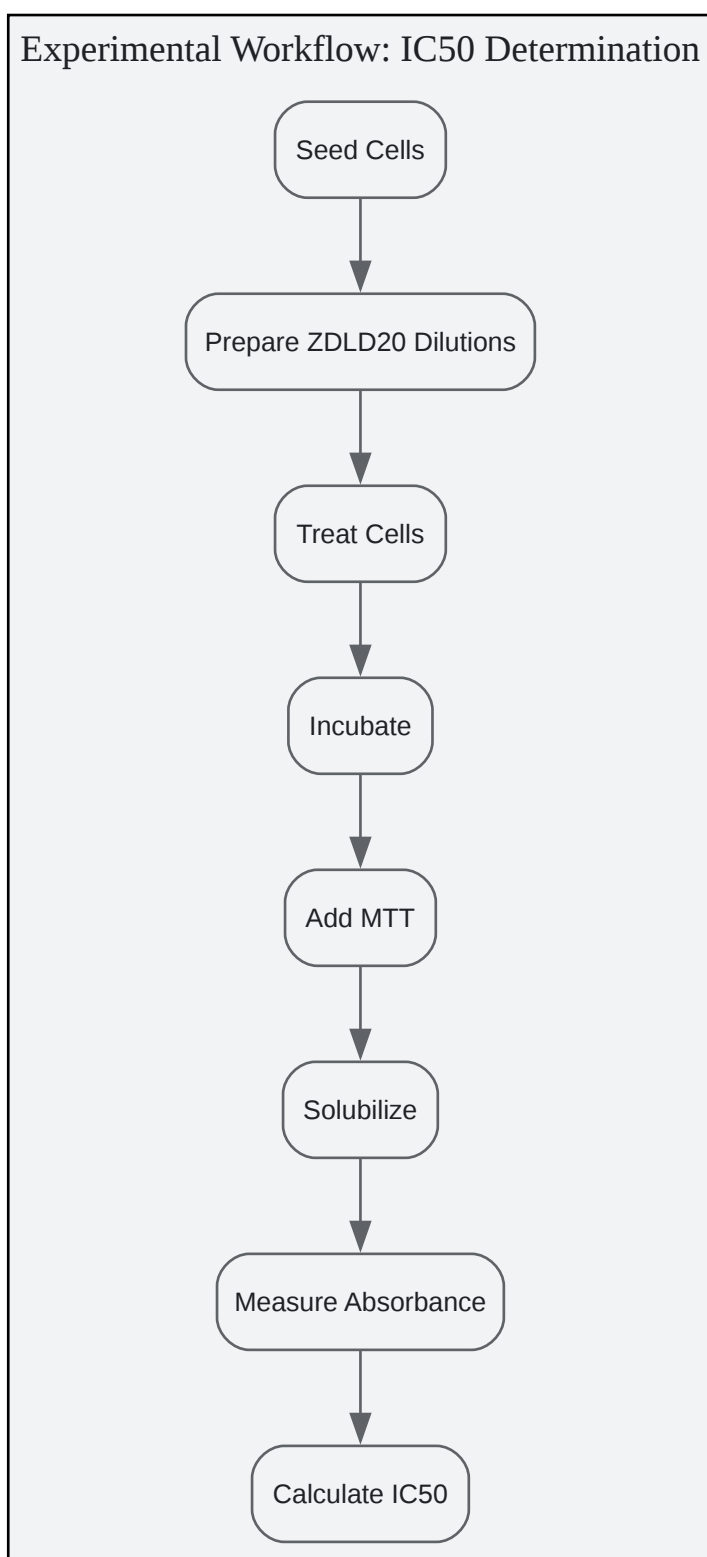 Experimental Workflow: IC50 Determination
Seed Cells
Prepare ZDLD20 Dilutions
Treat Cells
Incubate
Add MTT
Solubilize
Measure Absorbance
Calculate IC50